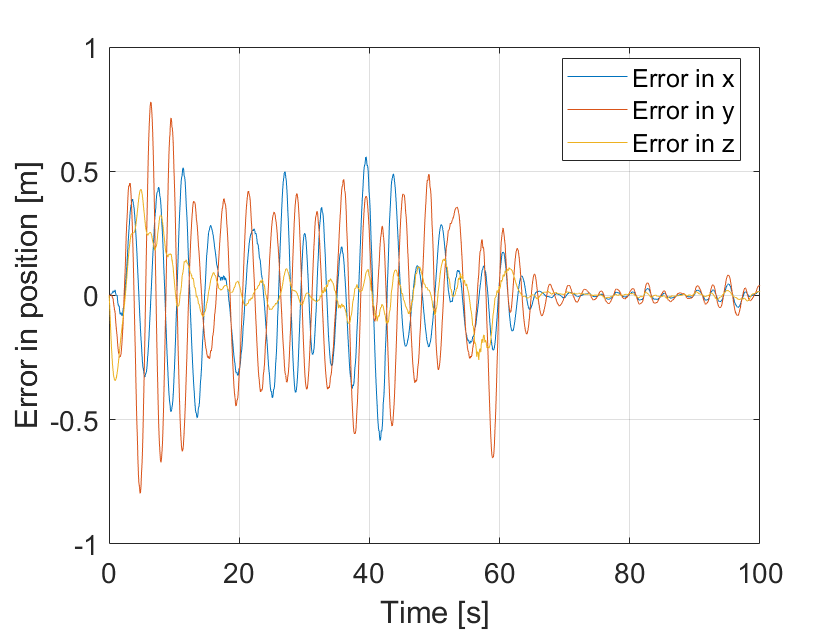 1
0.5
0
-0.5
-1
0
20
40
60
80
100
Error in position [m]
Time [s]
Error in x
Error in y
Error in z